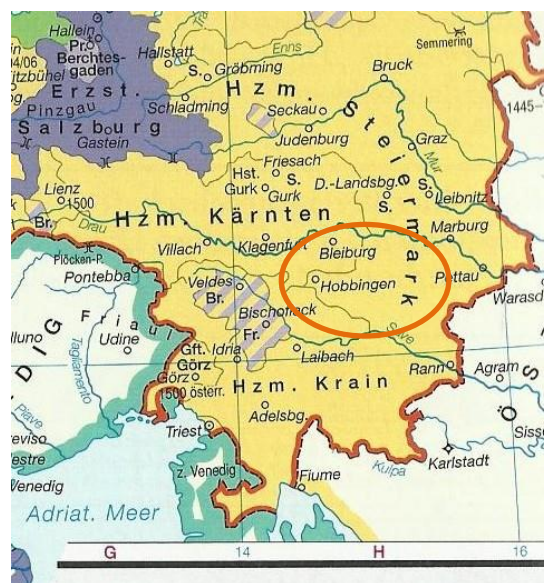 Hallein
Pr.
Berchtes-
gaden
04/06
itzbühel
Erzst.
Pinzgau
Salzburg
Gastein
Hallstatt
Tra
Enns
S.
Gröbming
Schladming
Hzm.
Steiermark
Semmering
Bruck
1445-
Seckau
Judenburg
Graz
Mur
Friesach
Hst.
Gurk
S.
Gurk
D.-Landsbg.
S.
S.
Leibnitz
Lienz
1500
Br.
Drau
Hzm. Kärnten
Marburg
Villach
Klagenfurt
Bleiburg
Plöcken-P.
Pontebba
Veldes
Br.
Hobbingen
Pettau
Warasd
Bischoflack
Friaul
Udine
Fr.
Save
DIG
lluno
Tagliamento
Gft.
Görz
Idria
Laibach
Görz
1500 österr.
Hzm. Krain
Rann
Agram
ÖS
Piave
Adelsbg.
reviso
estre
Triest
Sisse
Karlstadt
Venedig
z. Venedig
Fiume
Kulpa
Adriat. Meer
G
14
H
16